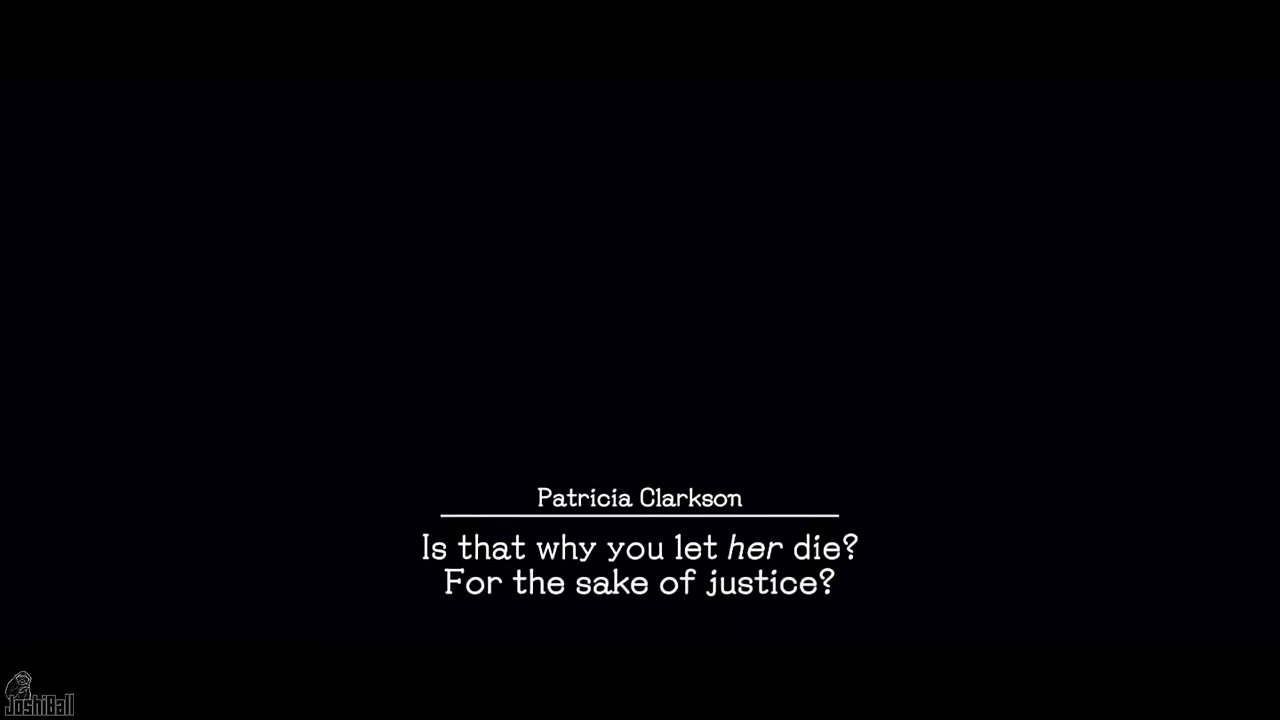 Patricia Clarkson
Is that why you let her die?
For the sake of justice?
JoshiBall